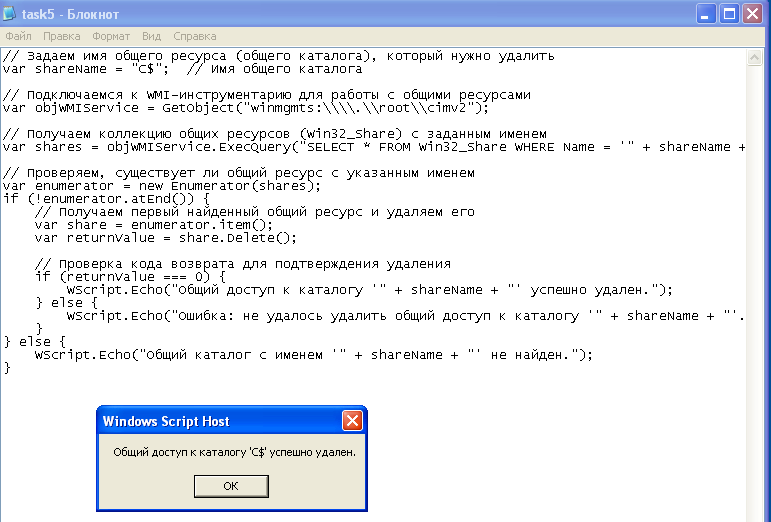 task5 - Блокнот
Файл Правка Формат Вид Справка
// Задаем имя общего ресурса (общего каталога), который нужно удалить
var shareName = "C$";  // Имя общего каталога
// Подключаемся к WMI-инструментарию для работы с общими ресурсами
var objWMIService = GetObject("winmgmts:\\\\.\\root\\cimv2");
// Получаем коллекцию общих ресурсов (Win32_Share) с заданным именем
var shares = objWMIService.ExecQuery("SELECT * FROM Win32_Share WHERE Name = '" + shareName +
// Проверяем, существует ли общий ресурс с указанным именем
var enumerator = new Enumerator(shares);
if (!enumerator.atEnd()) {
    // Получаем первый найденный общий ресурс и удаляем его
    var share = enumerator.item();
    var returnValue = share.Delete();
    // Проверка кода возврата для подтверждения удаления
    if (returnValue === 0) {
        WScript.Echo("Общий доступ к каталогу '" + shareName + "' успешно удален.");
    } else {
        WScript.Echo("Ошибка: не удалось удалить общий доступ к каталогу '" + shareName + "'.
    }
} else {
    WScript.Echo("Общий каталог с именем '" + shareName + "' не найден.");
}
Windows Script Host
Общий доступ к каталогу 'C$' успешно удален.
OK